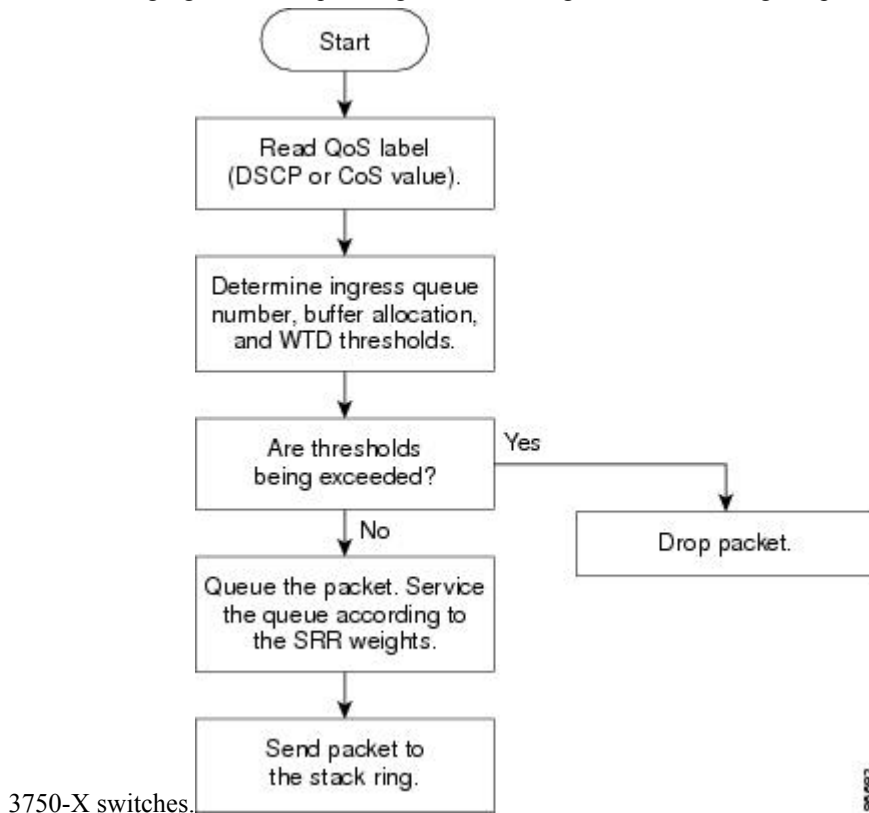 Start
Read QoS label
(DSCP or CoS value).
Determine ingress queue
number, buffer allocation,
and WTD thresholds.
Are thresholds
being exceeded?
Yes
No
Drop packet.
Queue the packet. Service
the queue according to
the SRR weights.
Send packet to
the stack ring.
3750-X switches.